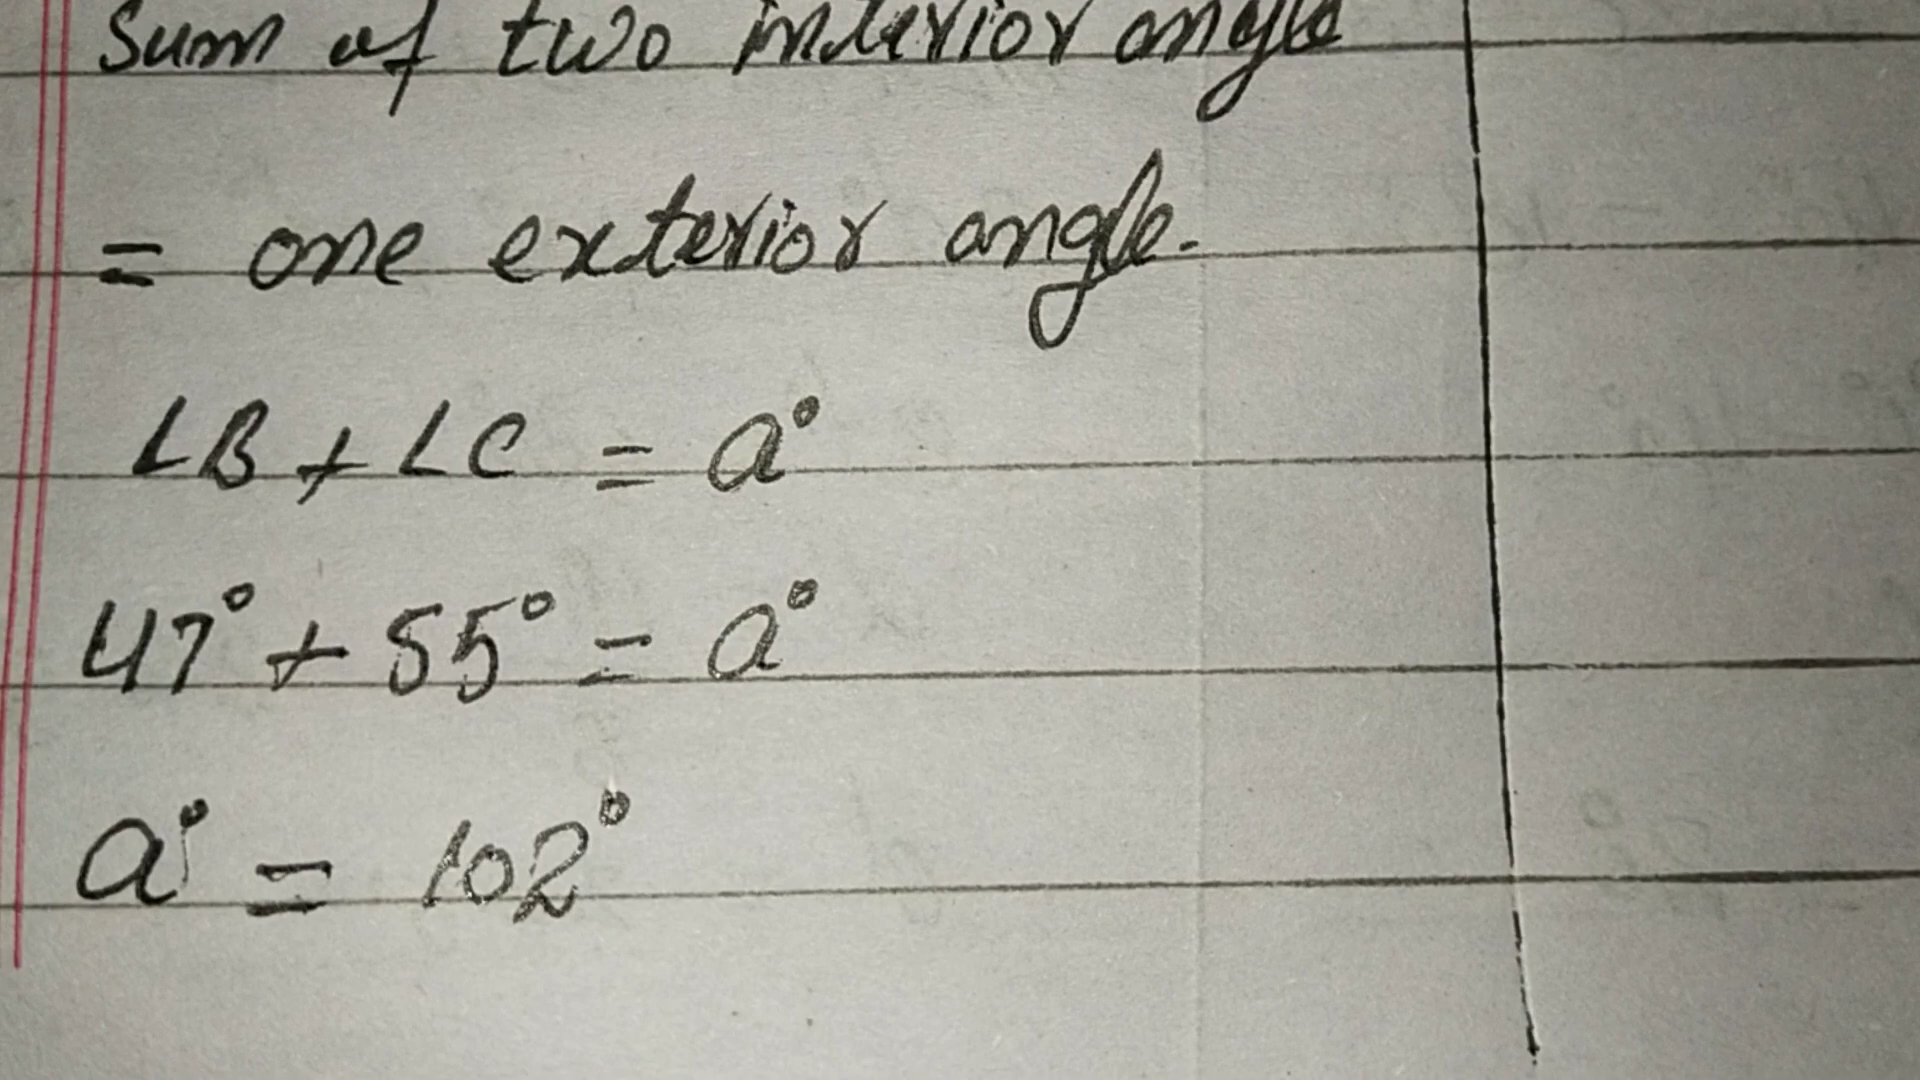 Sum of two interior angle
= one exterior angle.
∠B + ∠C = a°
47° + 55° = a°
a° = 102°